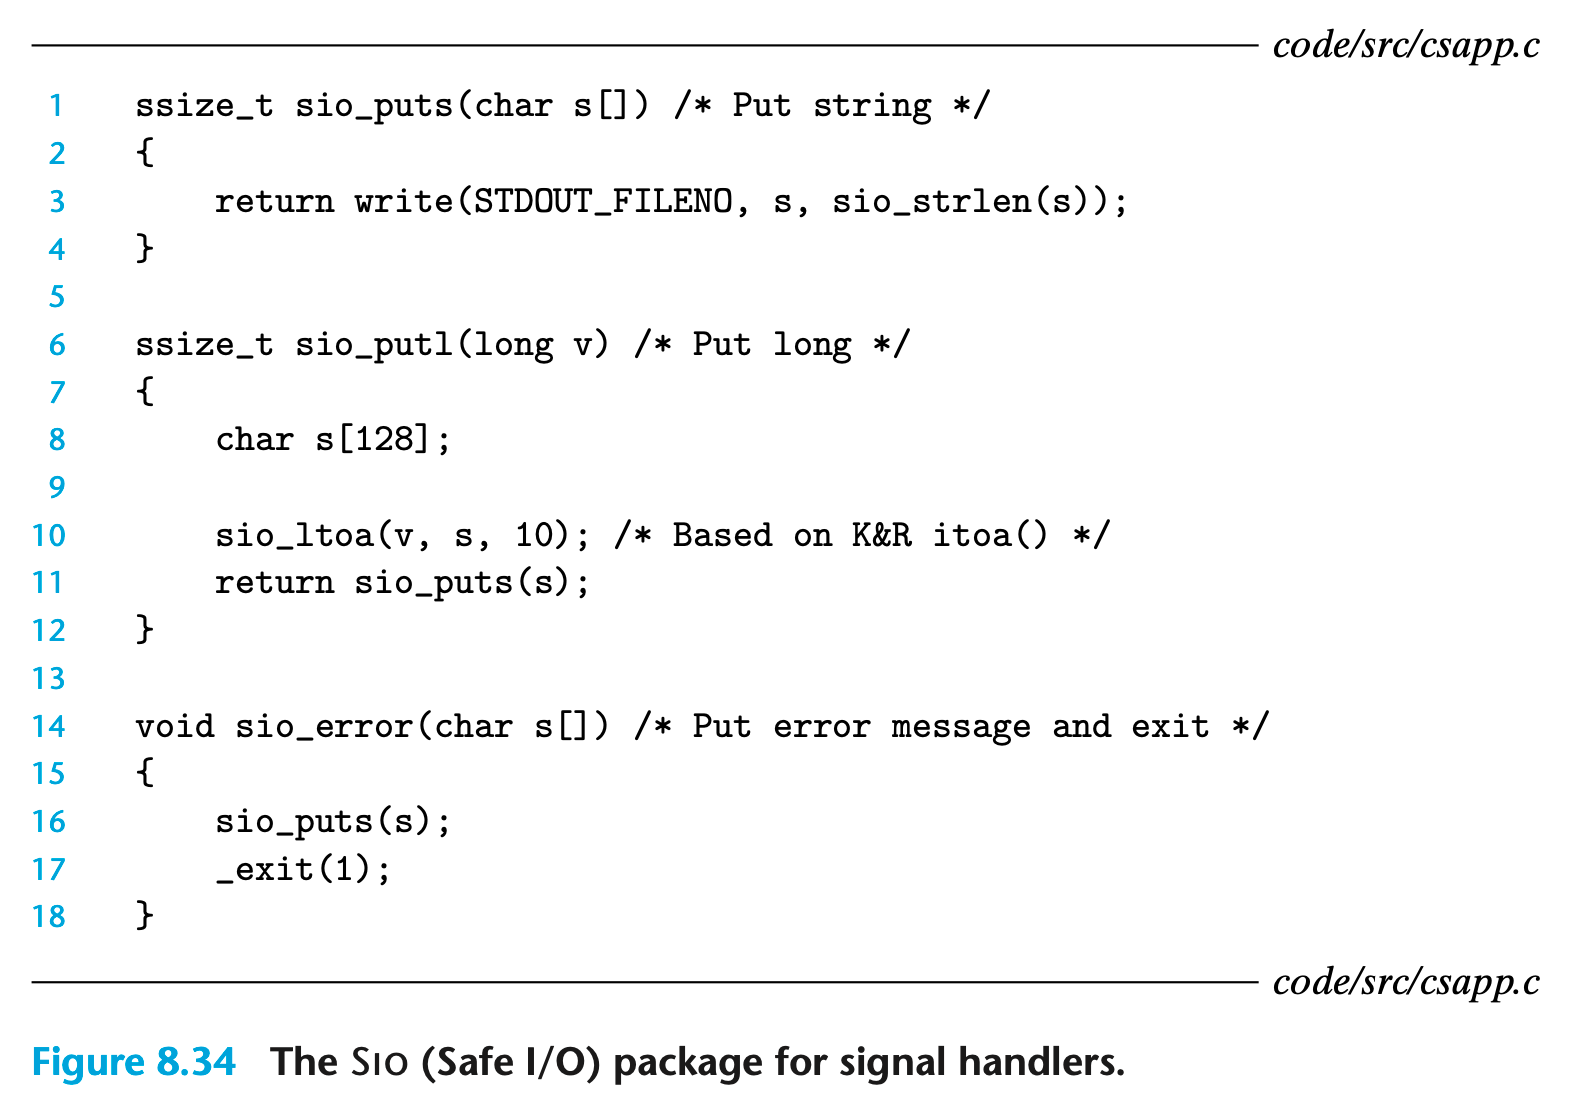 code/src/csapp.c
1 ssize_t sio_puts(char s[]) /* Put string */
2 {
3     return write(STDOUT_FILENO, s, sio_strlen(s));
4 }
5
6 ssize_t sio_putl(long v) /* Put long */
7 {
8     char s[128];
9
10     sio_ltoa(v, s, 10); /* Based on K&R itoa() */
11     return sio_puts(s);
12 }
13
14 void sio_error(char s[]) /* Put error message and exit */
15 {
16     sio_puts(s);
17     _exit(1);
18 }
code/src/csapp.c
Figure 8.34 The SIO (Safe I/O) package for signal handlers.